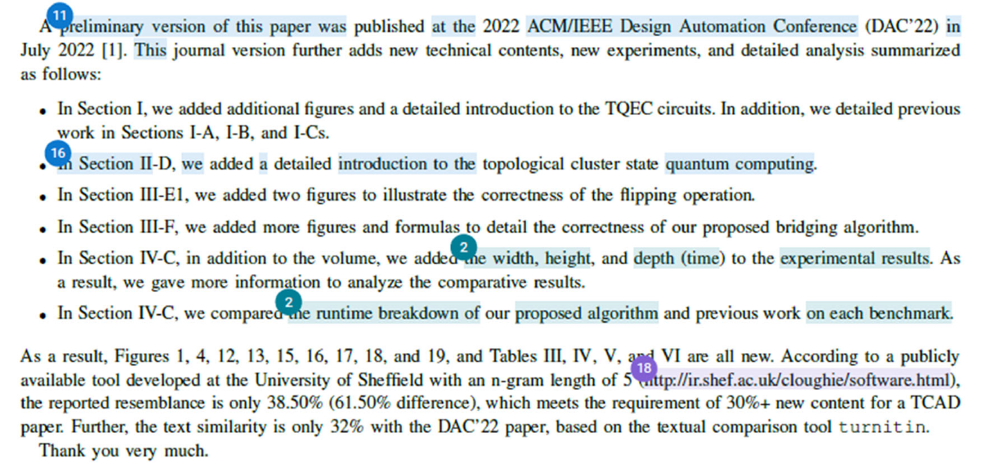 11
A preliminary version of this paper was published at the 2022 ACM/IEEE Design Automation Conference (DAC'22) in
July 2022 [1]. This journal version further adds new technical contents, new experiments, and detailed analysis summarized
as follows:
• In Section I, we added additional figures and a detailed introduction to the TQEC circuits. In addition, we detailed previous
work in Sections I-A, I-B, and I-Cs.
16
• In Section II-D, we added a detailed introduction to the topological cluster state quantum computing.
• In Section III-E1, we added two figures to illustrate the correctness of the flipping operation.
• In Section III-F, we added more figures and formulas to detail the correctness of our proposed bridging algorithm.
2
• In Section IV-C, in addition to the volume, we added the width, height, and depth (time) to the experimental results. As
a result, we gave more information to analyze the comparative results.
2
• In Section IV-C, we compared the runtime breakdown of our proposed algorithm and previous work on each benchmark.
As a result, Figures 1, 4, 12, 13, 15, 16, 17, 18, and 19, and Tables III, IV, V, and VI are all new. According to a publicly
18
available tool developed at the University of Sheffield with an n-gram length of 5 (http://ir.shef.ac.uk/cloughie/software.html),
the reported resemblance is only 38.50% (61.50% difference), which meets the requirement of 30%+ new content for a TCAD
paper. Further, the text similarity is only 32% with the DAC'22 paper, based on the textual comparison tool turnitin.
Thank you very much.